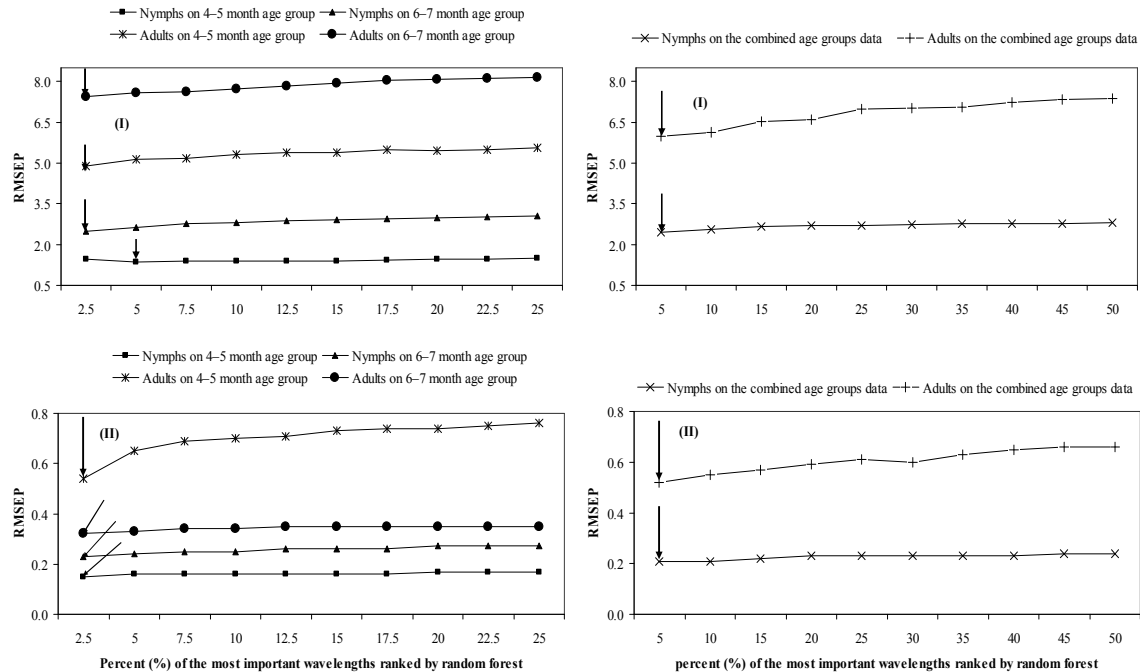 Nymphs on 4–5 month age group Nymphs on 6–7 month age group
Adults on 4–5 month age group Adults on 6–7 month age group
8.0
6.5
5.0
3.5
2.0
0.5
RMSEP
(I)
2.5 5 7.5 10 12.5 15 17.5 20 22.5 25
Nymphs on the combined age groups data Adults on the combined age groups data
8.0
6.5
5.0
3.5
2.0
0.5
RMSEP
(I)
5 10 15 20 25 30 35 40 45 50
Nymphs on 4–5 month age group Nymphs on 6–7 month age group
Adults on 4–5 month age group Adults on 6–7 month age group
0.8
0.6
0.4
0.2
0.0
RMSEP
(II)
2.5 5 7.5 10 12.5 15 17.5 20 22.5 25
Percent (%) of the most important wavelengths ranked by random forest
Nymphs on the combined age groups data Adults on the combined age groups data
0.8
0.6
0.4
0.2
0.0
RMSEP
(II)
5 10 15 20 25 30 35 40 45 50
percent (%) of the most important wavelengths ranked by random forest